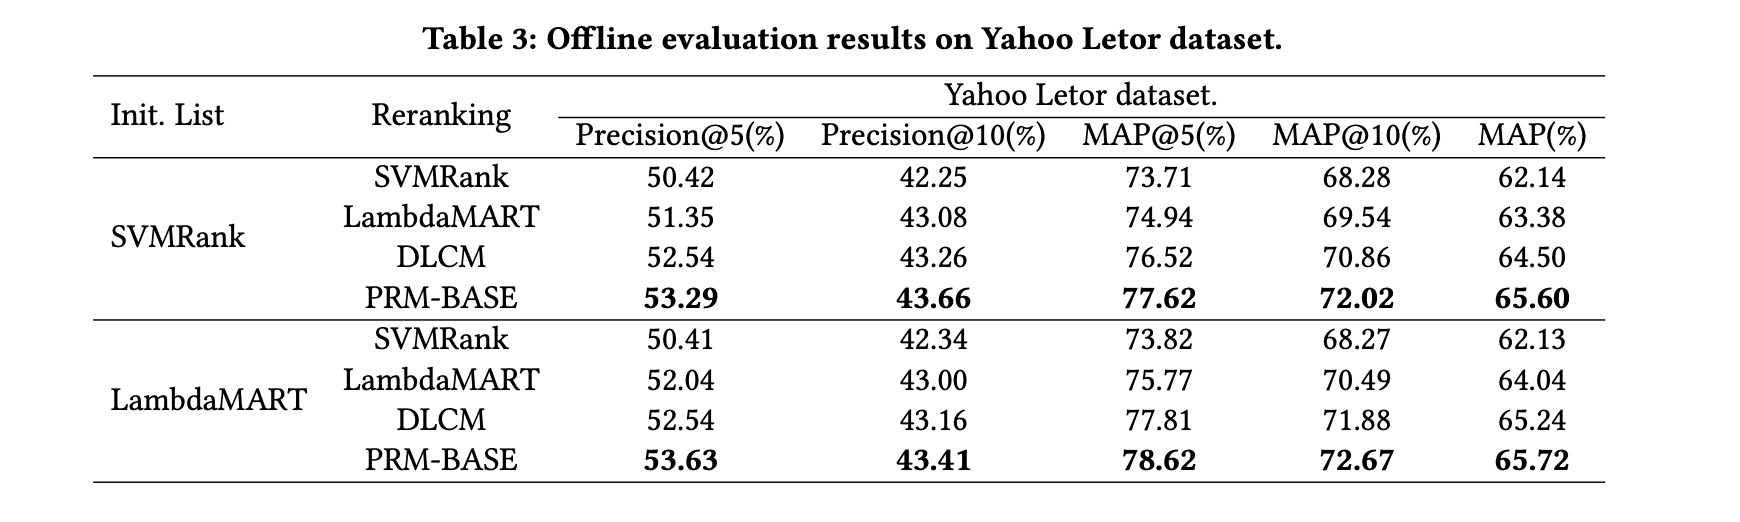 Table 3: Offline evaluation results on Yahoo Letor dataset.
Init. List Reranking Yahoo Letor dataset.
Precision@5(%) Precision@10(%) MAP@5(%) MAP@10(%) MAP(%)
SVMRank SVMRank 50.42 42.25 73.71 68.28 62.14
LambdaMART 51.35 43.08 74.94 69.54 63.38
DLCM 52.54 43.26 76.52 70.86 64.50
PRM-BASE 53.29 43.66 77.62 72.02 65.60
LambdaMART SVMRank 50.41 42.34 73.82 68.27 62.13
LambdaMART 52.04 43.00 75.77 70.49 64.04
DLCM 52.54 43.16 77.81 71.88 65.24
PRM-BASE 53.63 43.41 78.62 72.67 65.72